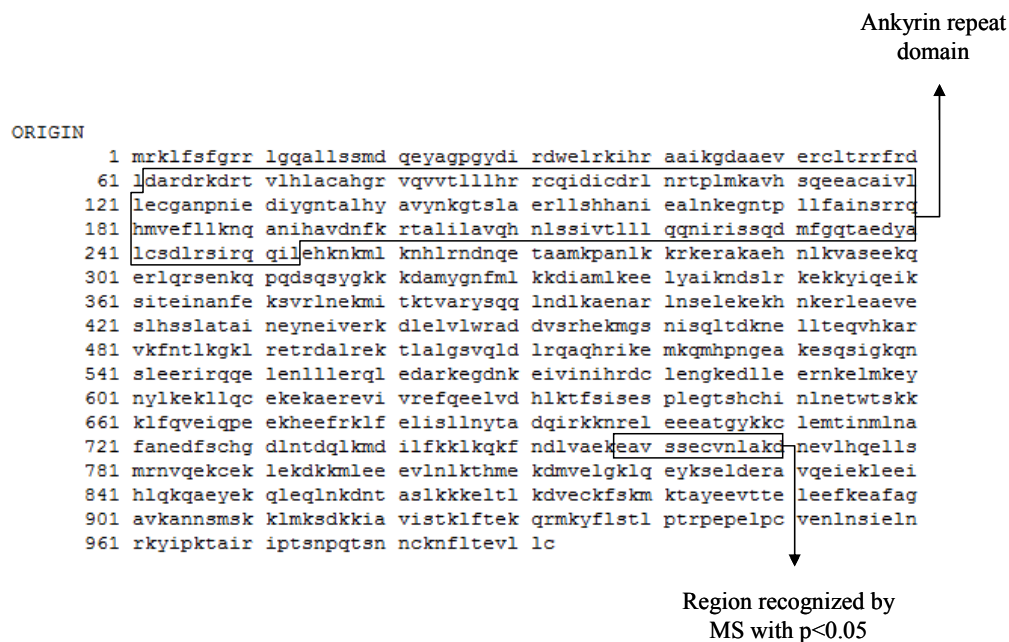 Ankyrin repeat
domain
ORIGIN
1 mrklfsfgrr lgqallssmd qeyagpgydi rdwelrkihr aaikgdaaev ercltrrfrd
61 ldardrkdrt vlhlacahgr vqvvtlllhr rcqidicdrl nrtplmkavh sqeeacaivl
121 lecganpnie diygntalhy avynkgtsla erllshhani ealnkegntp llfainsrrq
181 hmvefllknq anihavdnfk rtalilavqh nlssivtlll qqnirissqd mfgqtaedya
241 lcsdlrsirq qilehknkml knhlrndnqe taamkpanlk krkerakaeh nlkvaseekq
301 erlqrsenkq pqdsqsygkk kdamygnfml kkdiamlkee lyaikndslr kekkyiqeik
361 siteinanfe ksvrlnekmi tktvarysqq lndlkaenar lnselekekh nkerleaeve
421 slhsslatai neyneiverk dlelvlwrad dvsrhekmgs nisqltdkne llteqvhkar
481 vkfntlkgkl retrdalrek tlalgsvqld lrqaqhrike mkqmhpngea kesqsigkqn
541 sleerirqqe lenlllerql edarkegdnk eivinihrdc lengkedlle ernkelmkey
601 nylkekllqc ekekaerevi vrefqeelvd hlktfsises plegtshchi nlnetwtskk
661 klfqveiqpe ekheefrklf elisllnyta dqirkknrel eeeatgykkc lemtinmlna
721 fanedfschg dlntdqlkmd ilfkklkqkf ndlvaekeav ssecvnlakd nevlhqells
781 mrnvqekcek lekdkkmlee evlnlkthme kdmvelgklq eykseldera vqeiekleei
841 hlqkqaeyek qleqlnkdnt aslkkkeltl kdveckfskm ktayeevtte leefkeafag
901 avkannsmsk klmksdkkia vistklftek qrmkyflstl ptrpepelpc venlnsieln
961 rkyipktair iptsnpqtsn ncknfltevl lc
Region recognized by
MS with p<0.05